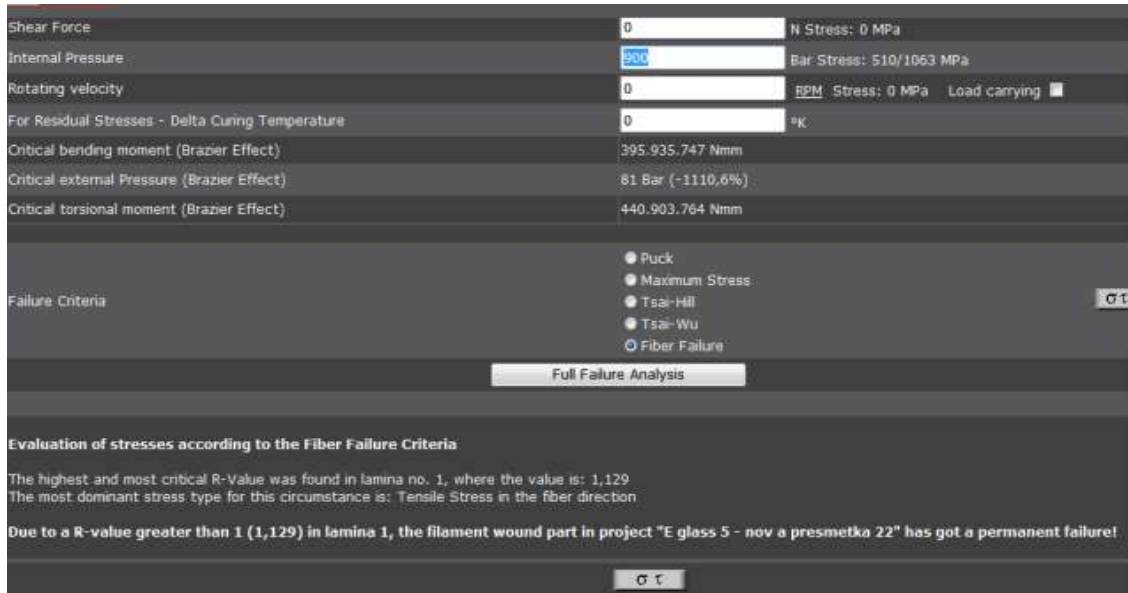 Shear Force 0 N Stress: 0 MPa
Internal Pressure 900 Bar Stress: 510/1063 MPa
Rotating velocity 0 RPM Stress: 0 MPa Load carrying
For Residual Stresses - Delta Curing Temperature 0 °K
Critical bending moment (Brazier Effect) 395.935.747 Nmm
Critical external Pressure (Brazier Effect) 81 Bar (-1110,6%)
Critical torsional moment (Brazier Effect) 440.903.764 Nmm
Puck
Maximum Stress
Failure Criteria Tsai-Hill σ τ
Tsai-Wu
Fiber Failure
Full Failure Analysis
Evaluation of stresses according to the Fiber Failure Criteria
The highest and most critical R-Value was found in lamina no. 1, where the value is: 1,129
The most dominant stress type for this circumstance is: Tensile Stress in the fiber direction
Due to a R-value greater than 1 (1,129) in lamina 1, the filament wound part in project "E glass 5 - nov a presmetka 22" has got a permanent failure!
σ τ